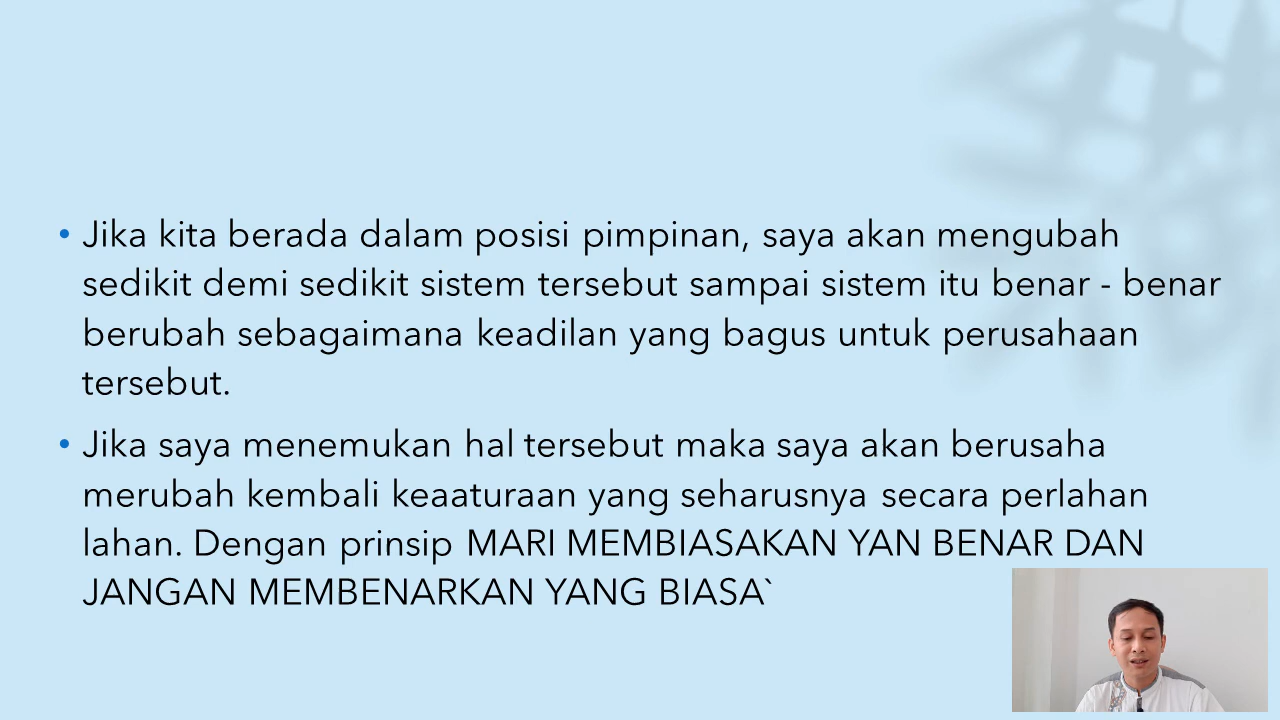 • Jika kita berada dalam posisi pimpinan, saya akan mengubah
sedikit demi sedikit sistem tersebut sampai sistem itu benar - benar
berubah sebagaimana keadilan yang bagus untuk perusahaan
tersebut.
• Jika saya menemukan hal tersebut maka saya akan berusaha
merubah kembali keaaturaan yang seharusnya secara perlahan
lahan. Dengan prinsip MARI MEMBIASAKAN YAN BENAR DAN
JANGAN MEMBENARKAN YANG BIASA`